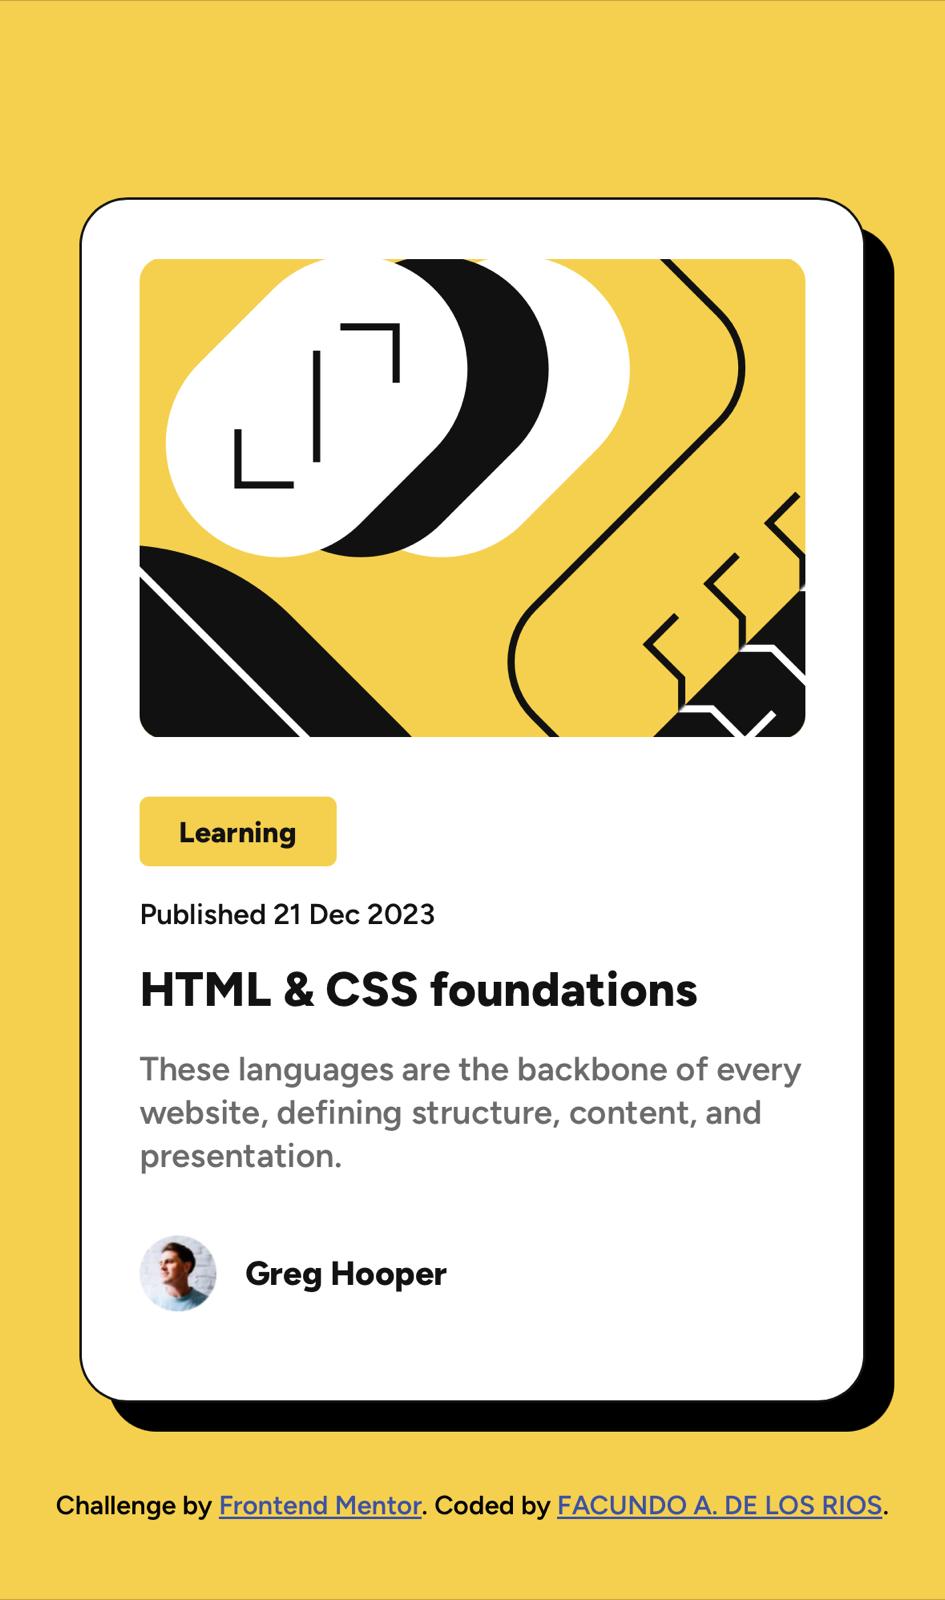 Learning
Published 21 Dec 2023
HTML & CSS foundations
These languages are the backbone of every
website, defining structure, content, and
presentation.
Greg Hooper
Challenge by Frontend Mentor. Coded by FACUNDO A. DE LOS RIOS.